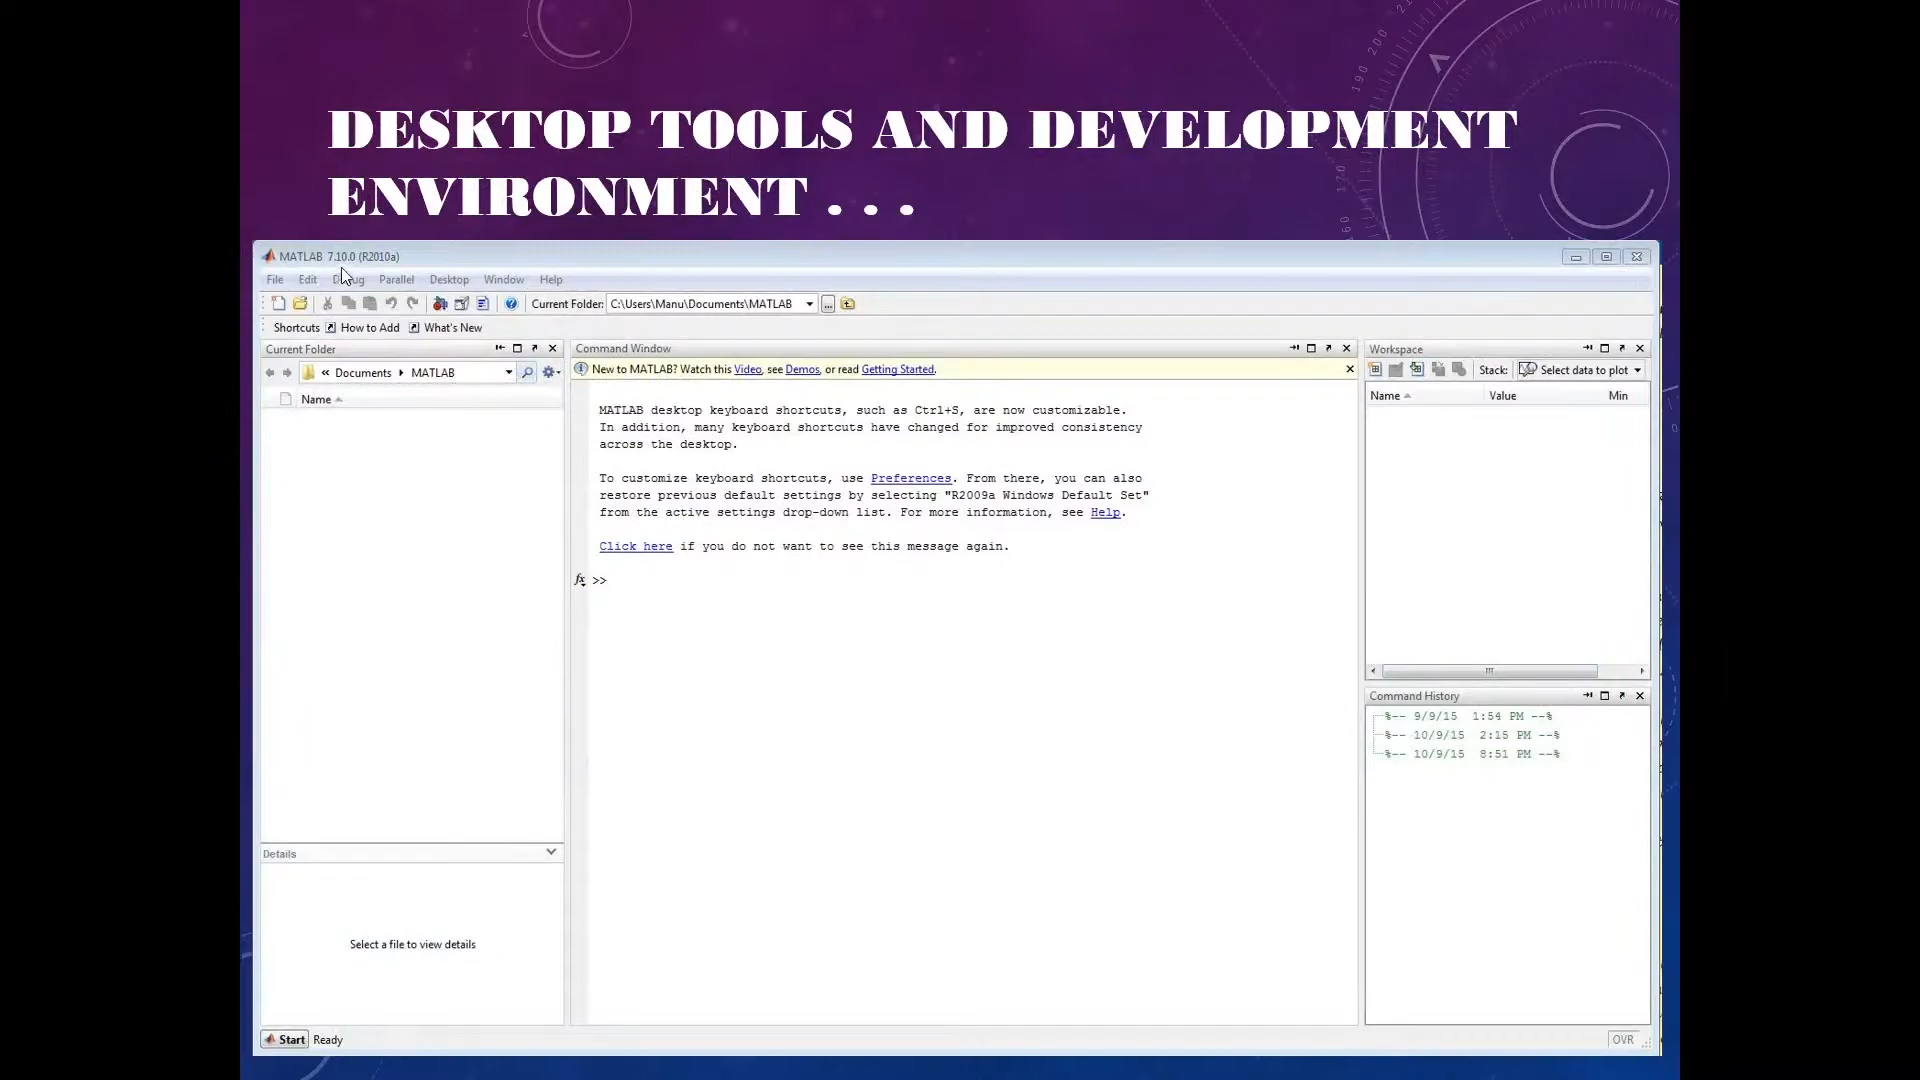 DESKTOP TOOLS AND DEVELOPMENT
ENVIRONMENT . . .
MATLAB 7.10.0 (R2010a)
File Edit Debug Parallel Desktop Window Help
Current Folder: C:\Users\Manu\Documents\MATLAB ...
Shortcuts How to Add What's New
Current Folder
« Documents MATLAB
Name
Details
Select a file to view details
Command Window
New to MATLAB? Watch this Video, see Demos, or read Getting Started.
MATLAB desktop keyboard shortcuts, such as Ctrl+S, are now customizable.
In addition, many keyboard shortcuts have changed for improved consistency
across the desktop.
To customize keyboard shortcuts, use Preferences. From there, you can also
restore previous default settings by selecting "R2009a Windows Default Set"
from the active settings drop-down list. For more information, see Help.
Click here if you do not want to see this message again.
fx >>
Workspace
Stack: Select data to plot
Name Value Min
Command History
%-- 9/9/15 1:54 PM --%
%-- 10/9/15 2:15 PM --%
%-- 10/9/15 8:51 PM --%
Start Ready
OVR
160
170
190
200